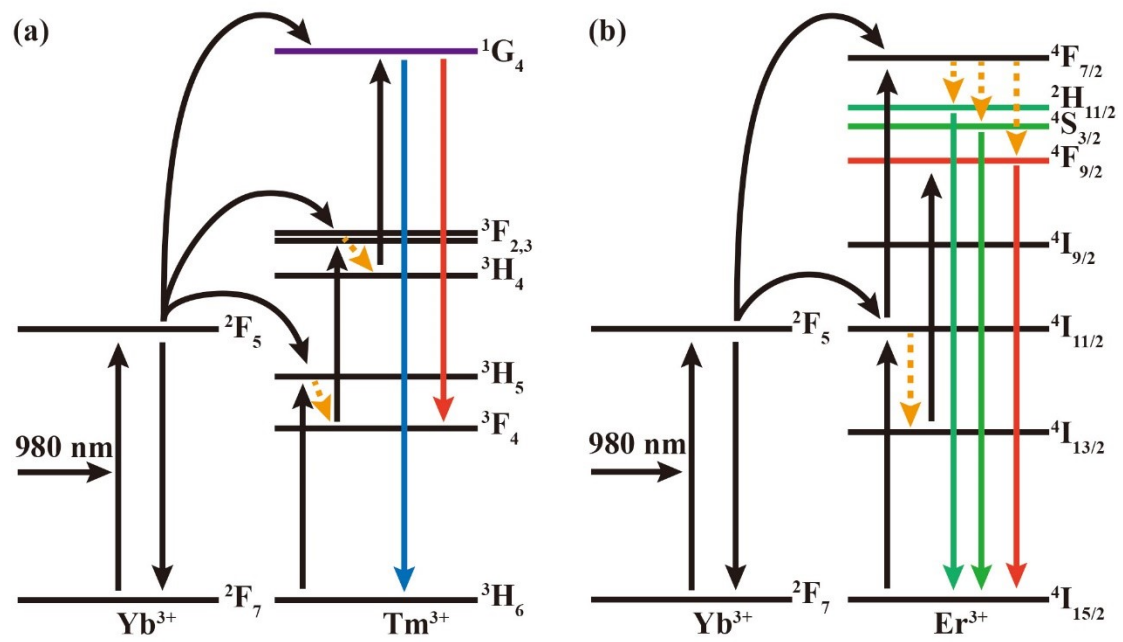 (a)
¹G₄
³F₂,₃
³H₄
²F₅
³H₅
³F₄
980 nm
²F₇
³H₆
Yb³⁺
Tm³⁺
(b)
⁴F₇/₂
²H₁₁/₂
⁴S₃/₂
⁴F₉/₂
⁴I₉/₂
²F₅
⁴I₁₁/₂
⁴I₁₃/₂
980 nm
²F₇
⁴I₁₅/₂
Yb³⁺
Er³⁺